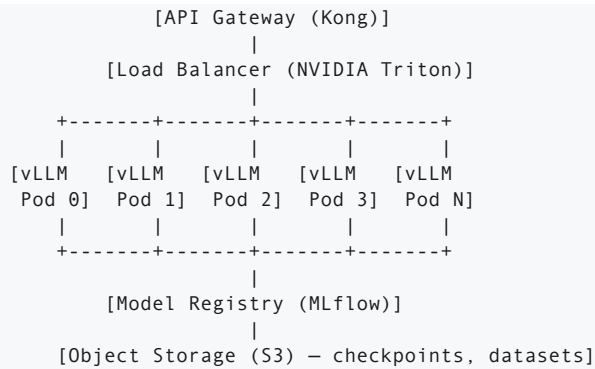 [API Gateway (Kong)]
|
[Load Balancer (NVIDIA Triton)]
|
+-------+-------+-------+-------+
| | | | |
[vLLM [vLLM [vLLM [vLLM [vLLM
Pod 0] Pod 1] Pod 2] Pod 3] Pod N]
| | | | |
+-------+-------+-------+-------+
|
[Model Registry (MLflow)]
|
[Object Storage (S3) — checkpoints, datasets]